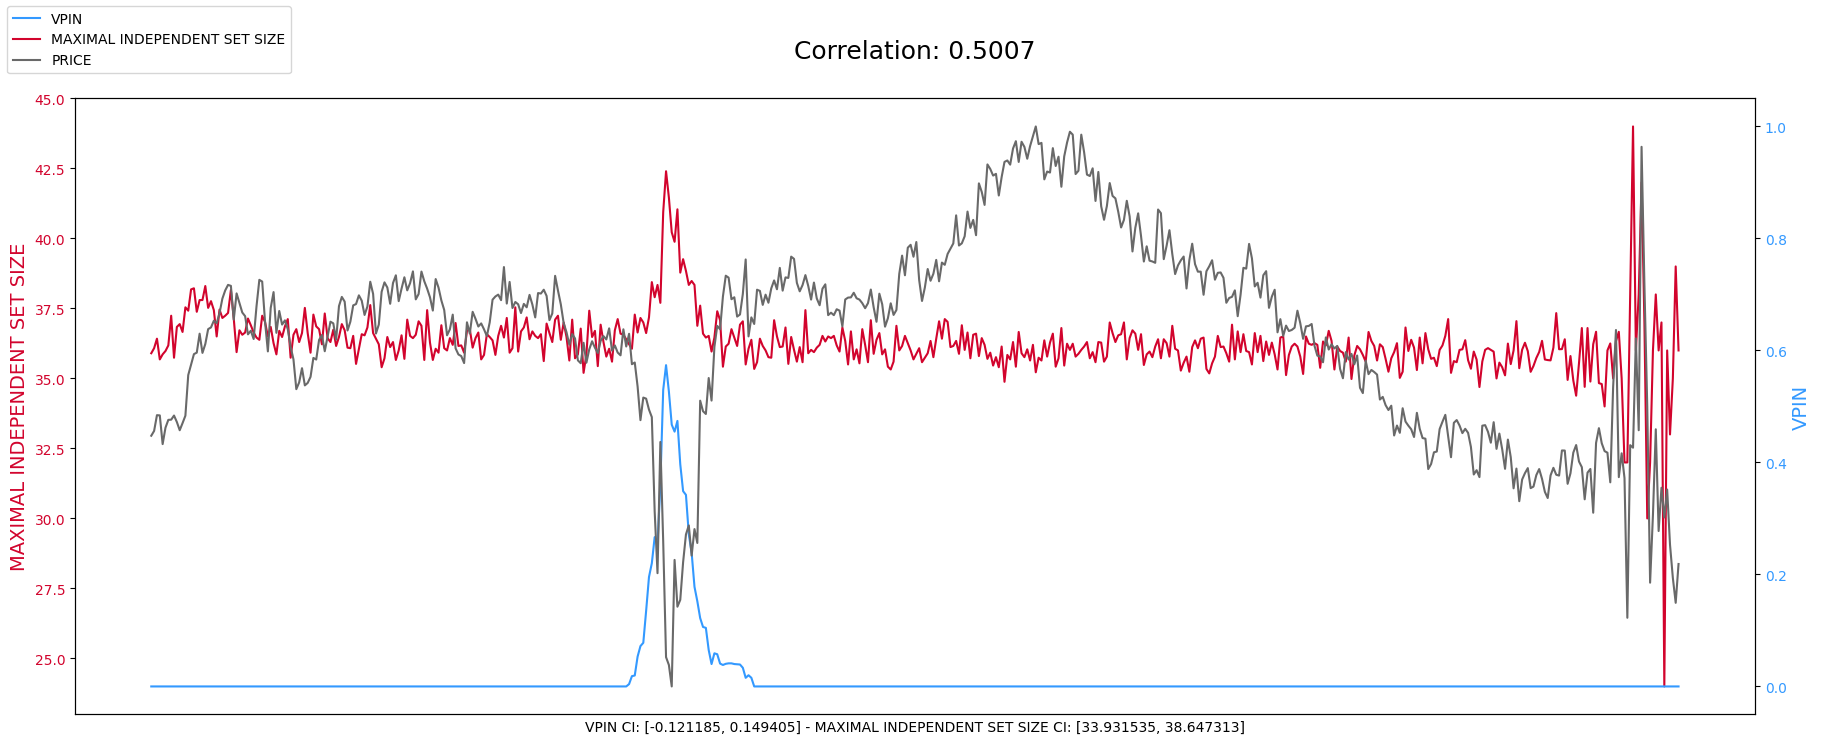 VPIN
MAXIMAL INDEPENDENT SET SIZE
PRICE
Correlation: 0.5007
MAXIMAL INDEPENDENT SET SIZE
45.0
42.5
40.0
37.5
35.0
32.5
30.0
27.5
25.0
1.0
0.8
0.6
0.4
0.2
0.0
VPIN
VPIN CI: [-0.121185, 0.149405] - MAXIMAL INDEPENDENT SET SIZE CI: [33.931535, 38.647313]